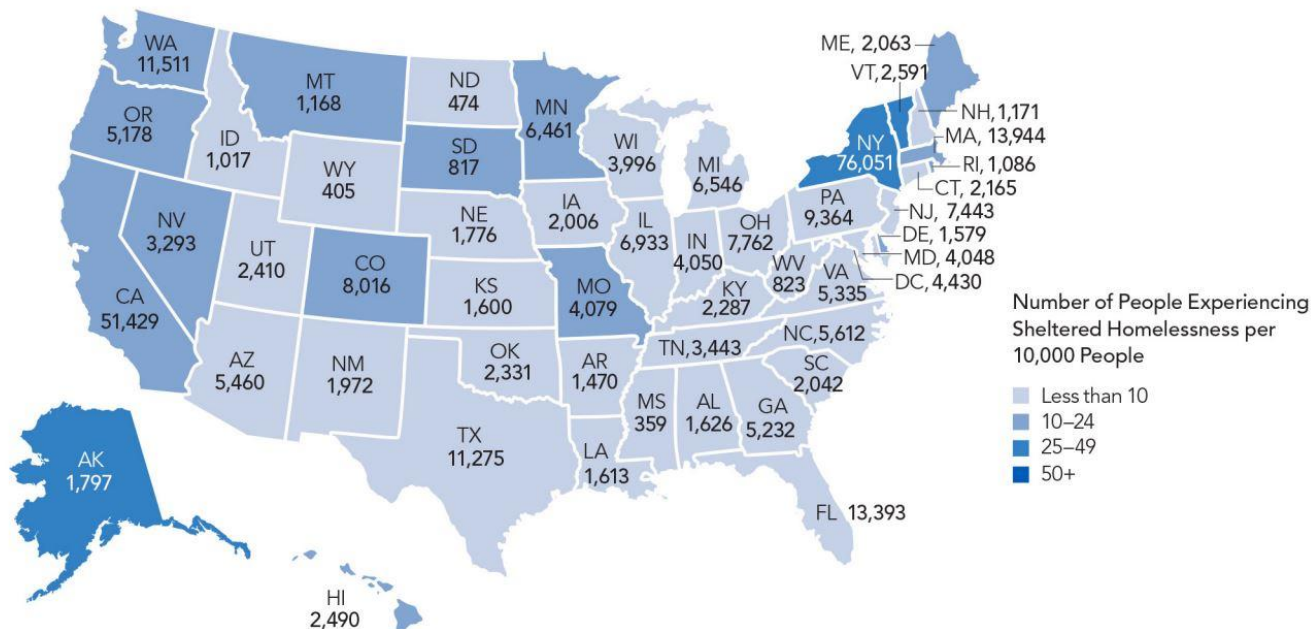 WA
11,511
MT
1,168
ND
474
MN
6,461
ME, 2,063
VT, 2,591
NH, 1,171
MA, 13,944
RI, 1,086
CT, 2,165
NJ, 7,443
DE, 1,579
MD, 4,048
DC, 4,430
OR
5,178
ID
1,017
WY
405
SD
817
WI
3,996
MI
6,546
NY
76,051
NV
3,293
UT
2,410
CO
8,016
NE
1,776
IA
2,006
IL
6,933
IN
4,050
OH
7,762
PA
9,364
WV
823
VA
5,335
CA
51,429
KS
1,600
MO
4,079
KY
2,287
AZ
5,460
NM
1,972
OK
2,331
AR
1,470
TN, 3,443
NC, 5,612
SC
2,042
TX
11,275
LA
1,613
MS
359
AL
1,626
GA
5,232
FL 13,393
AK
1,797
HI
2,490
Number of People Experiencing
Sheltered Homelessness per
10,000 People
Less than 10
10–24
25–49
50+